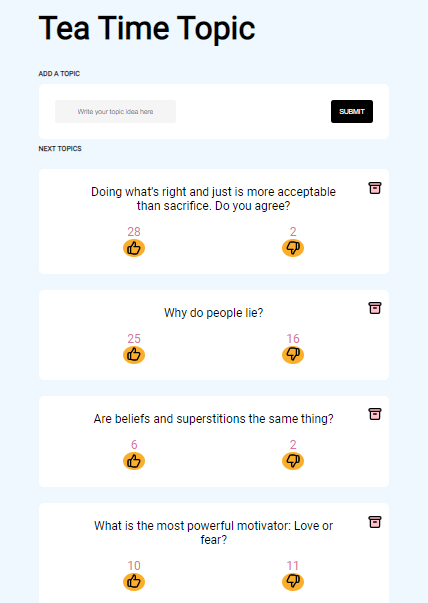 Tea Time Topic
ADD A TOPIC
Write your topic idea here
SUBMIT
NEXT TOPICS
Doing what's right and just is more acceptable
than sacrifice. Do you agree?
28
2
Why do people lie?
25
16
Are beliefs and superstitions the same thing?
6
2
What is the most powerful motivator: Love or
fear?
10
11